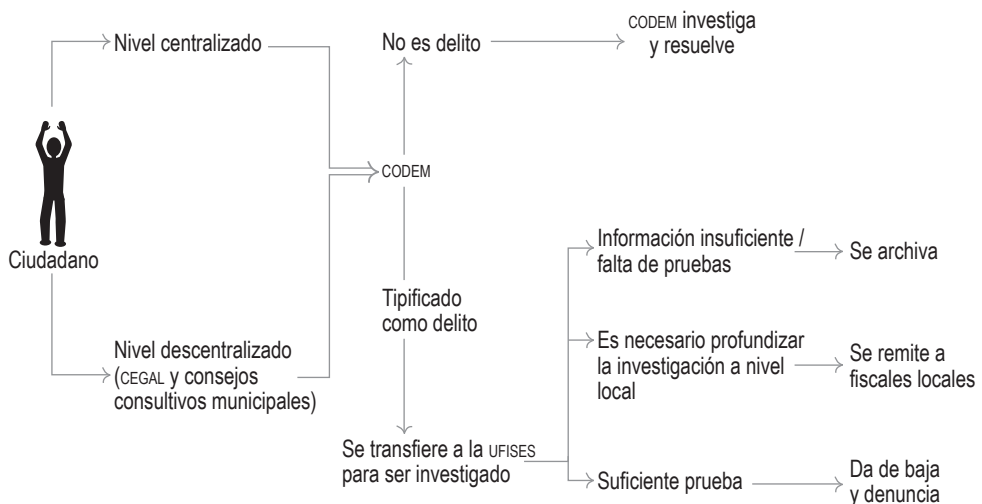 Nivel centralizado
No es delito
CODEM investiga
y resuelve
CODEM
Ciudadano
Nivel descentralizado
(CEGAL y consejos
consultivos municipales)
Tipificado
como delito
Se transfiere a la UFISES
para ser investigado
Información insuficiente /
falta de pruebas
Se archiva
Es necesario profundizar
la investigación a nivel
local
Se remite a
fiscales locales
Suficiente prueba
Da de baja
y denuncia